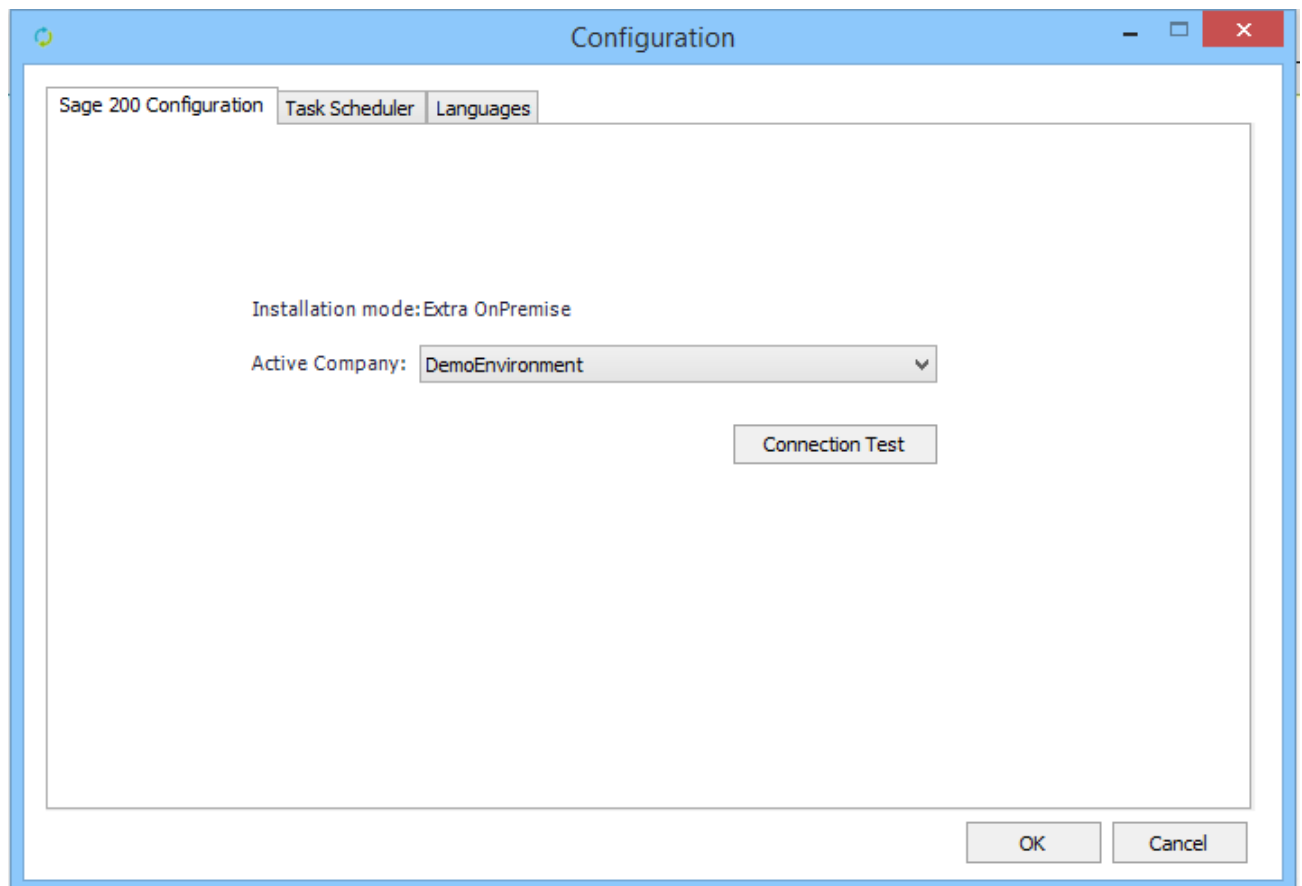 Configuration
Sage 200 Configuration Task Scheduler Languages
Installation mode: Extra OnPremise
Active Company: DemoEnvironment
Connection Test
OK Cancel